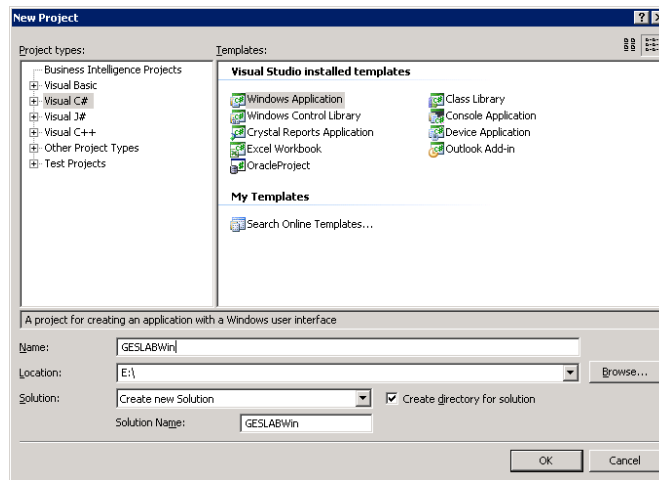 New Project
Project types:
Templates:
Business Intelligence Projects
Visual Basic
Visual C#
Visual J#
Visual C++
Other Project Types
Test Projects
Visual Studio installed templates
Windows Application
Class Library
Windows Control Library
Console Application
Crystal Reports Application
Device Application
Excel Workbook
Outlook Add-in
OracleProject
My Templates
Search Online Templates...
A project for creating an application with a Windows user interface
Name:
GESLABWin
Location:
E:\
Browse...
Solution:
Create new Solution
Create directory for solution
Solution Name:
GESLABWin
OK
Cancel